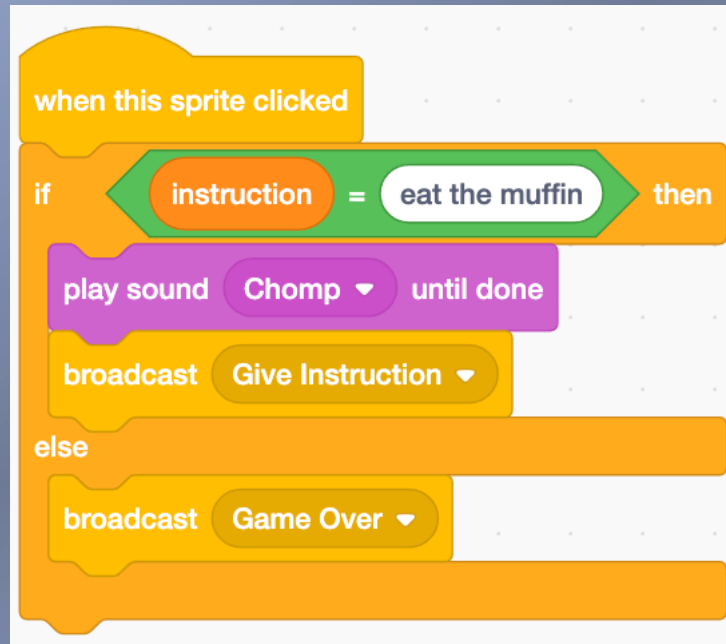 when this sprite clicked
if instruction = eat the muffin then
play sound Chomp until done
broadcast Give Instruction
else
broadcast Game Over